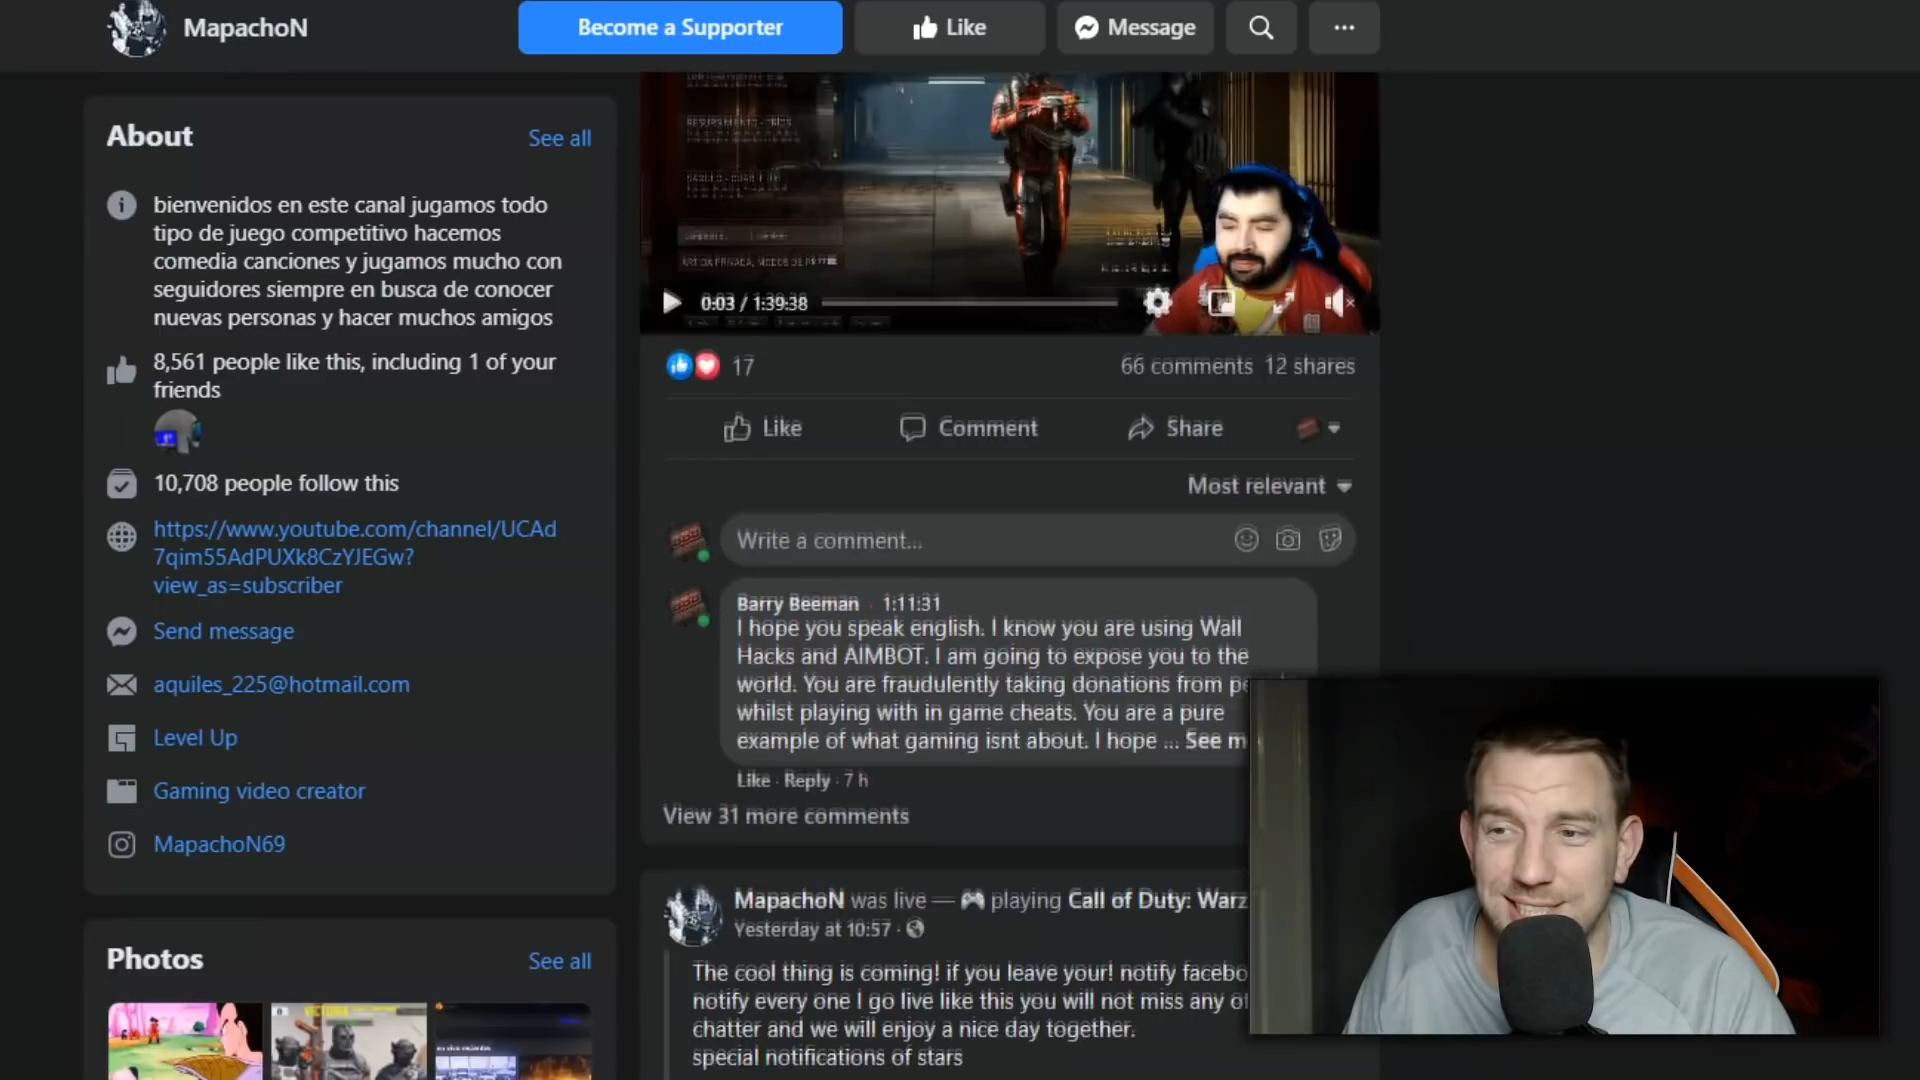 MapachoN
Become a Supporter
Like
Message
About
See all
bienvenidos en este canal jugamos todo
tipo de juego competitivo hacemos
comedia canciones y jugamos mucho con
seguidores siempre en busca de conocer
nuevas personas y hacer muchos amigos
8,561 people like this, including 1 of your
friends
10,708 people follow this
https://www.youtube.com/channel/UCAd
7qim55AdPUXk8CzYJEGw?
view_as=subscriber
Send message
aquiles_225@hotmail.com
Level Up
Gaming video creator
MapachoN69
Photos
See all
0:03 / 1:39:38
17
66 comments 12 shares
Like
Comment
Share
Most relevant
Write a comment...
Barry Beeman · 1:11:31
I hope you speak english. I know you are using Wall
Hacks and AIMBOT. I am going to expose you to the
world. You are fraudulently taking donations from pe
whilst playing with in game cheats. You are a pure
example of what gaming isnt about. I hope ... See m
Like · Reply · 7 h
View 31 more comments
MapachoN was live — playing Call of Duty: Warz
Yesterday at 10:57 ·
The cool thing is coming! if you leave your! notify facebo
notify every one I go live like this you will not miss any of
chatter and we will enjoy a nice day together.
special notifications of stars